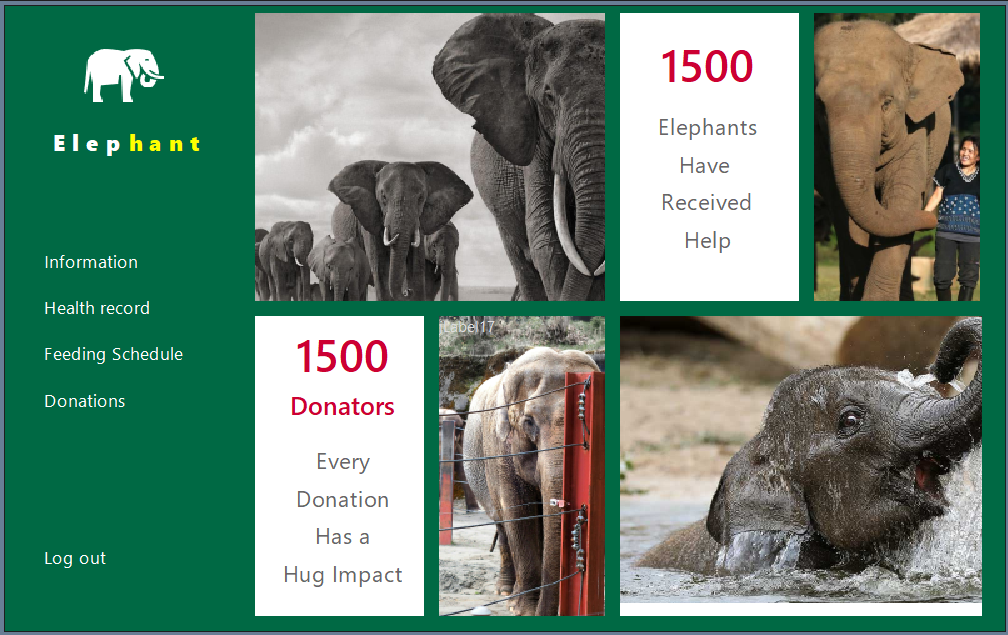 Elephant
Information
Health record
Feeding Schedule
Donations
Log out
1500
Elephants
Have
Received
Help
1500
Donators
Every
Donation
Has a
Hug Impact
Label17